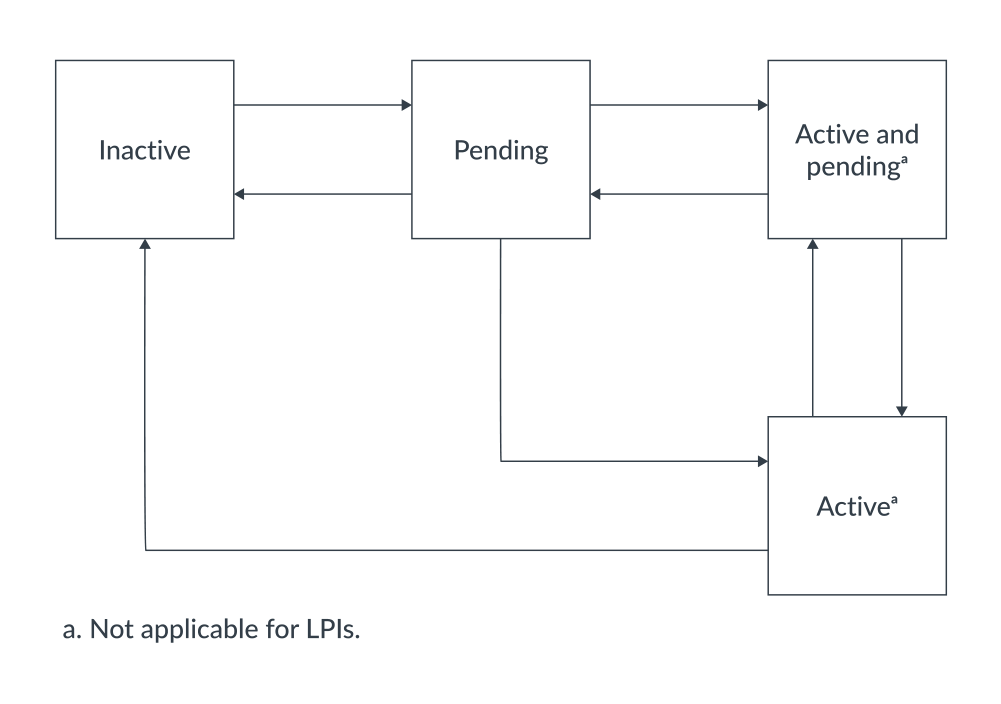 Inactive
Pending
Active and
pendingᵃ
Activeᵃ
a. Not applicable for LPIs.